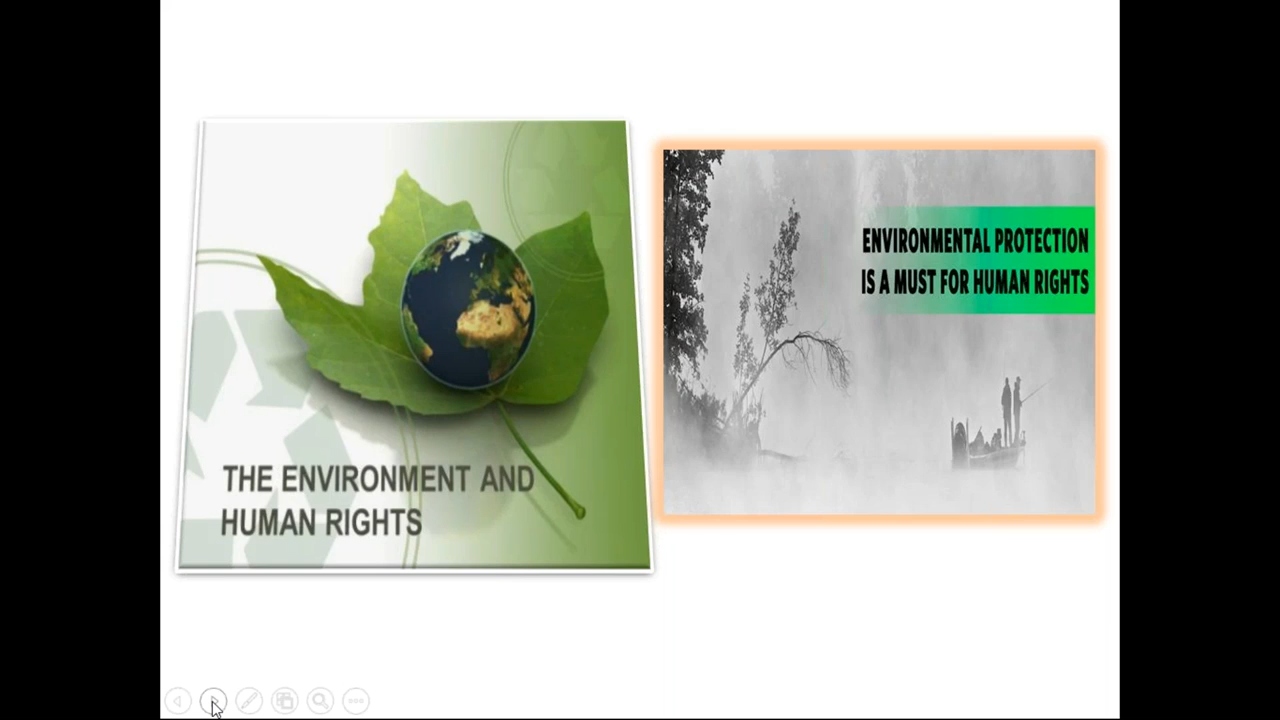 THE ENVIRONMENT AND
HUMAN RIGHTS
ENVIRONMENTAL PROTECTION
IS A MUST FOR HUMAN RIGHTS